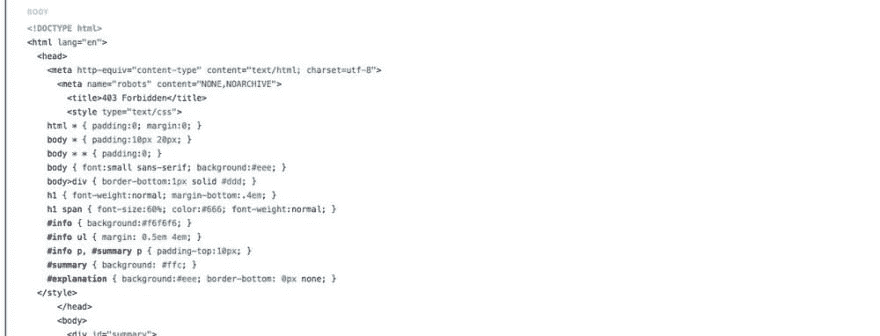 BODY
<!DOCTYPE html>
<html lang="en">
<head>
<meta http-equiv="content-type" content="text/html; charset=utf-8">
<meta name="robots" content="NONE,NOARCHIVE">
<title>403 Forbidden</title>
<style type="text/css">
html * { padding:0; margin:0; }
body * { padding:10px 20px; }
body * * { padding:0; }
body { font:small sans-serif; background:#eee; }
body>div { border-bottom:1px solid #ddd; }
h1 { font-weight:normal; margin-bottom:.4em; }
h1 span { font-size:60%; color:#666; font-weight:normal; }
#info { background:#f6f6f6; }
#info ul { margin: 0.5em 4em; }
#info p, #summary p { padding-top:10px; }
#summary { background: #ffc; }
#explanation { background:#eee; border-bottom: 0px none; }
</style>
</head>
<body>
<div id="summary">